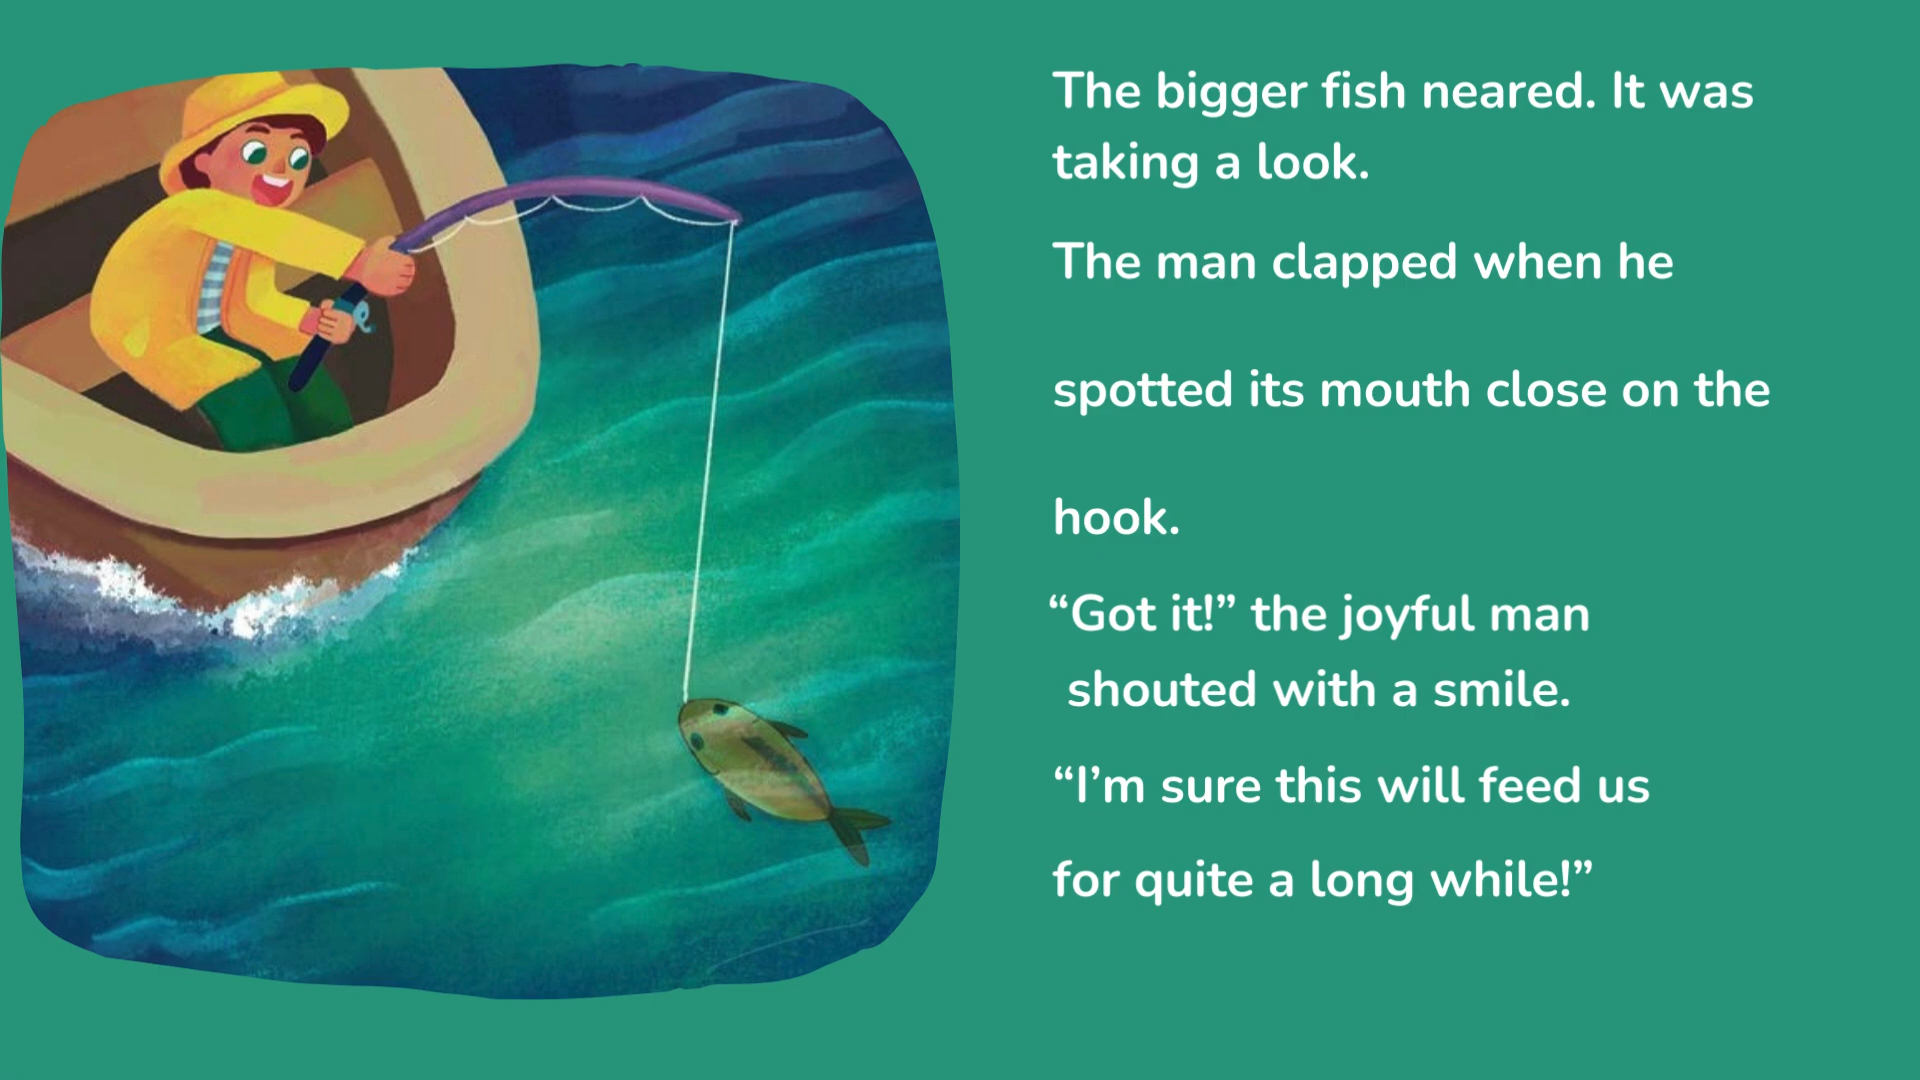 The bigger fish neared. It was
taking a look.
The man clapped when he
spotted its mouth close on the
hook.
“Got it!” the joyful man
shouted with a smile.
“I’m sure this will feed us
for quite a long while!”